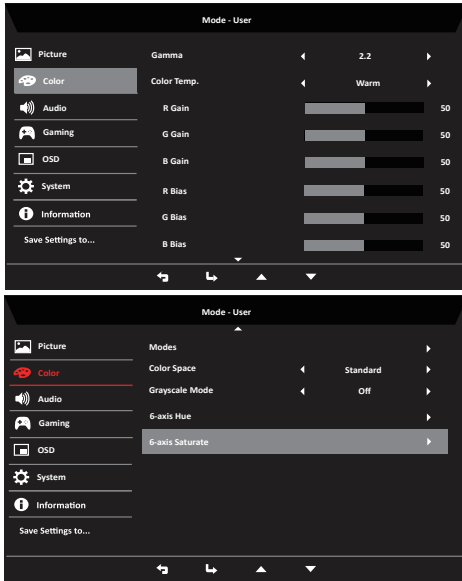 Mode - User
Picture
Gamma 2.2
Color
Color Temp. Warm
Audio
R Gain 50
Gaming
G Gain 50
OSD
B Gain 50
System
R Bias 50
Information
G Bias 50
Save Settings to...
B Bias 50
Mode - User
Picture
Modes
Color
Color Space Standard
Audio
Grayscale Mode Off
Gaming
6-axis Hue
OSD
6-axis Saturate
System
Information
Save Settings to...